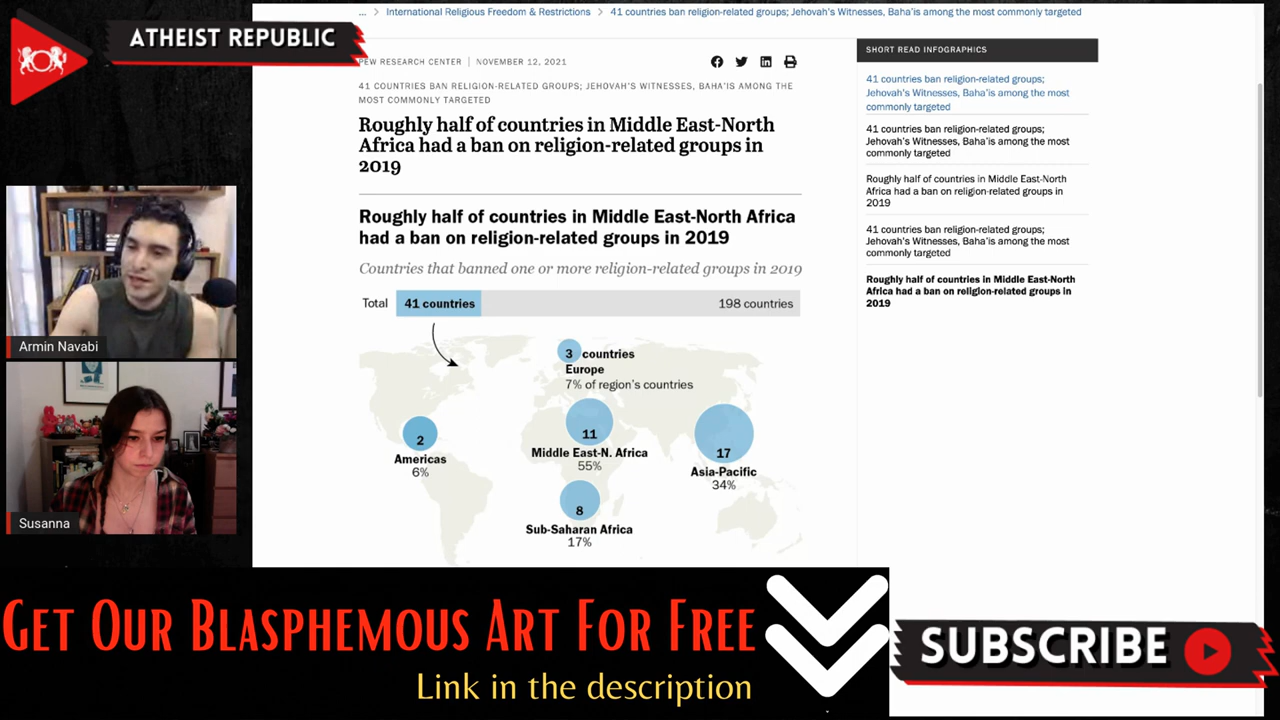 ATHEIST REPUBLIC
... > International Religious Freedom & Restrictions > 41 countries ban religion-related groups; Jehovah's Witnesses, Baha'is among the most commonly targeted
PEW RESEARCH CENTER | NOVEMBER 12, 2021
41 COUNTRIES BAN RELIGION-RELATED GROUPS; JEHOVAH'S WITNESSES, BAHA'IS AMONG THE
MOST COMMONLY TARGETED
Roughly half of countries in Middle East-North
Africa had a ban on religion-related groups in
2019
Roughly half of countries in Middle East-North Africa
had a ban on religion-related groups in 2019
Countries that banned one or more religion-related groups in 2019
Total 41 countries 198 countries
3 countries
Europe
7% of region's countries
2
Americas
6%
11
Middle East-N. Africa
55%
17
Asia-Pacific
34%
8
Sub-Saharan Africa
17%
SHORT READ INFOGRAPHICS
41 countries ban religion-related groups;
Jehovah's Witnesses, Baha'is among the most
commonly targeted
41 countries ban religion-related groups;
Jehovah's Witnesses, Baha'is among the most
commonly targeted
Roughly half of countries in Middle East-North
Africa had a ban on religion-related groups in
2019
41 countries ban religion-related groups;
Jehovah's Witnesses, Baha'is among the most
commonly targeted
Roughly half of countries in Middle East-North
Africa had a ban on religion-related groups in
2019
Armin Navabi
Susanna
GET OUR BLASPHEMOUS ART FOR FREE
Link in the description
SUBSCRIBE